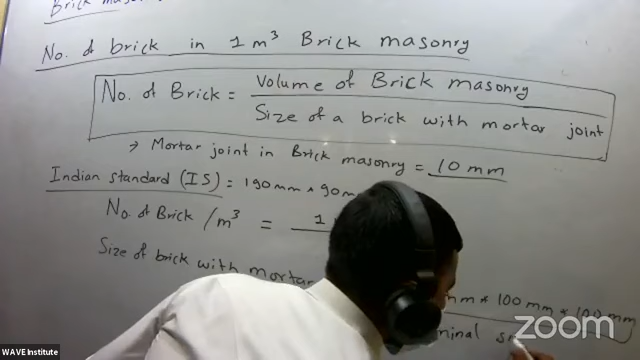 Brick
No. of brick in 1 m³ Brick masonry
No. of Brick = Volume of Brick masonry / Size of a brick with mortar joint
→ Mortar joint in Brick masonry = 10 mm
Indian standard (IS) = 190 mm * 90 m
No. of Brick / m³ = 1
Size of brick with mortar
mm * 100 mm * 100 mm
minal
zoom
WAVE Institute